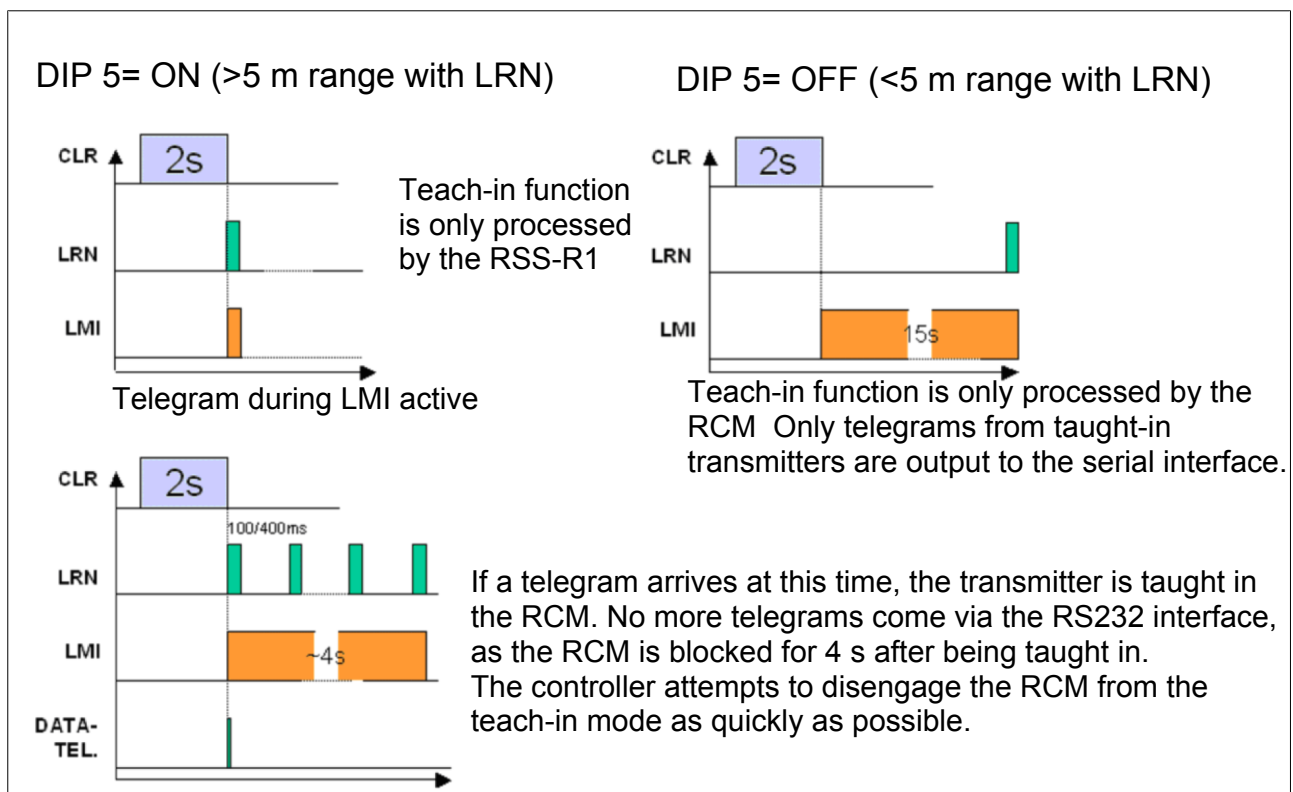 DIP 5= ON (>5 m range with LRN)
CLR
2s
LRN
LMI
Teach-in function
is only processed
by the RSS-R1
Telegram during LMI active
DIP 5= OFF (<5 m range with LRN)
CLR
2s
LRN
LMI
15s
Teach-in function is only processed by the
RCM  Only telegrams from taught-in
transmitters are output to the serial interface.
CLR
2s
100/400ms
LRN
LMI
~4s
DATA-
TEL.
If a telegram arrives at this time, the transmitter is taught in
the RCM. No more telegrams come via the RS232 interface,
as the RCM is blocked for 4 s after being taught in.
The controller attempts to disengage the RCM from the
teach-in mode as quickly as possible.